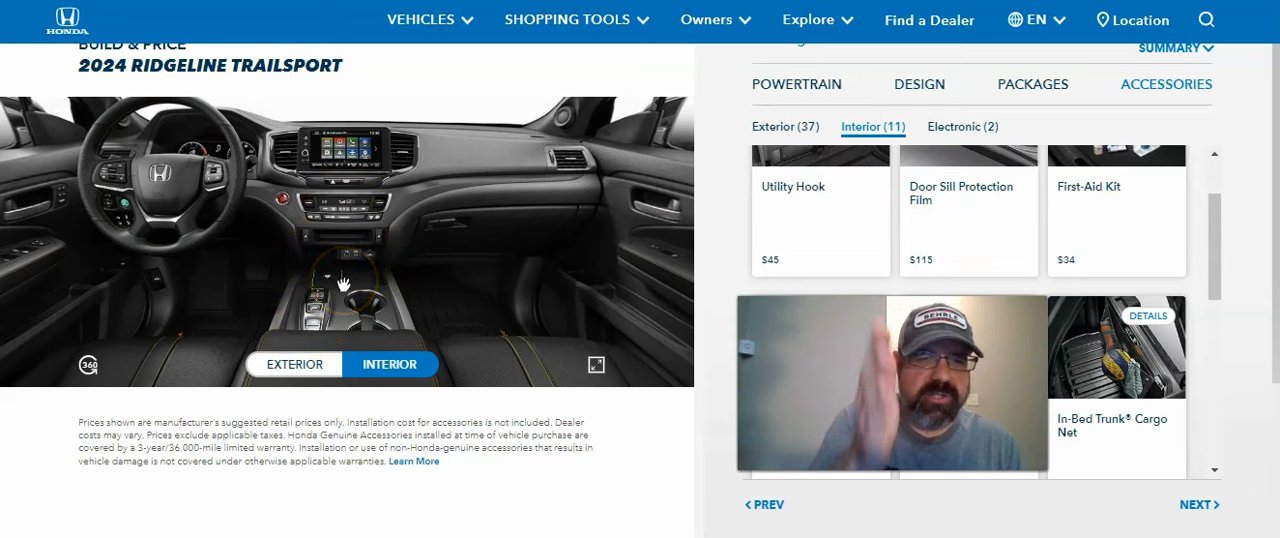 HONDA
VEHICLES
SHOPPING TOOLS
Owners
Explore
Find a Dealer
EN
Location
BUILD & PRICE
2024 RIDGELINE TRAILSPORT
SUMMARY
POWERTRAIN
DESIGN
PACKAGES
ACCESSORIES
Exterior (37)
Interior (11)
Electronic (2)
Utility Hook
$45
Door Sill Protection
Film
$115
First-Aid Kit
$34
DETAILS
In-Bed Trunk® Cargo
Net
360
EXTERIOR
INTERIOR
Prices shown are manufacturer's suggested retail prices only. Installation cost for accessories is not included. Dealer
costs may vary. Prices exclude applicable taxes. Honda Genuine Accessories installed at time of vehicle purchase are
covered by a 3-year/36,000-mile limited warranty. Installation or use of non-Honda-genuine accessories that results in
vehicle damage is not covered under otherwise applicable warranties. Learn More
PREV
NEXT